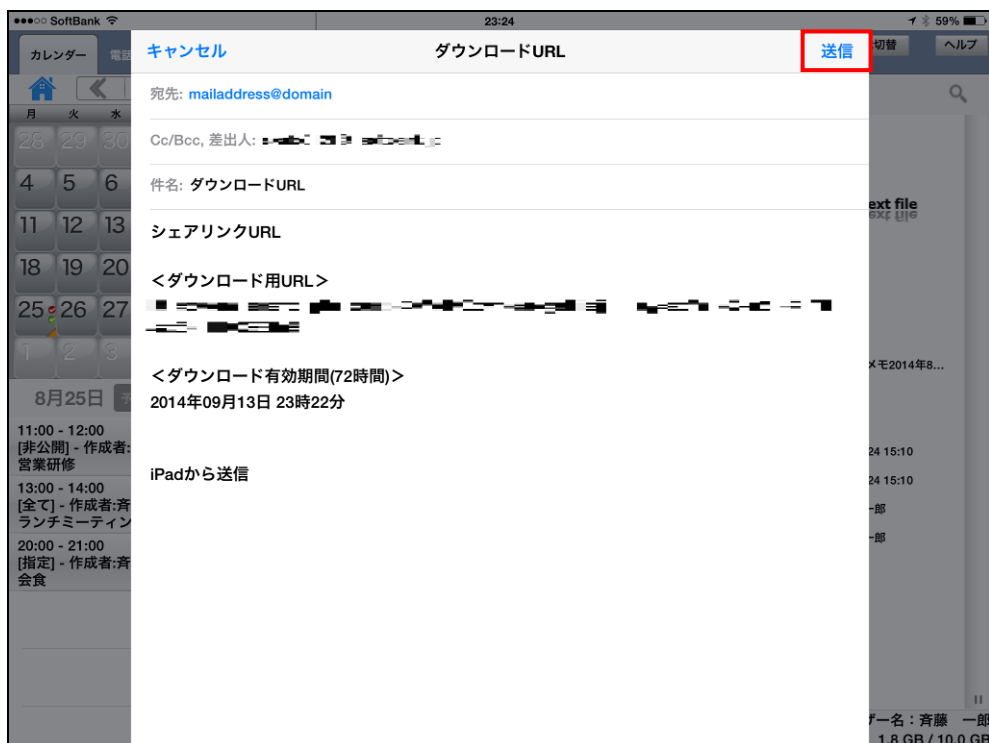 ●●●○○ SoftBank 23:24 59%
カレンダー 電話
切替 ヘルプ
キャンセル ダウンロードURL 送信
宛先: mailaddress@domain
Cc/Bcc, 差出人:
件名: ダウンロードURL
シェアリンクURL
<ダウンロード用URL>
<ダウンロード有効期間(72時間)>
2014年09月13日 23時22分
iPadから送信
月 火 水
28 29 30
4 5 6
11 12 13
18 19 20
25 26 27
1 2 3
8月25日 予
11:00 - 12:00
[非公開] - 作成者:
営業研修
13:00 - 14:00
[全て] - 作成者:斉
ランチミーティン
20:00 - 21:00
[指定] - 作成者:斉
会食
ext file
メモ2014年8...
24 15:10
24 15:10
一郎
一郎
ザー名：斉藤 一郎
1.8 GB / 10.0 GB